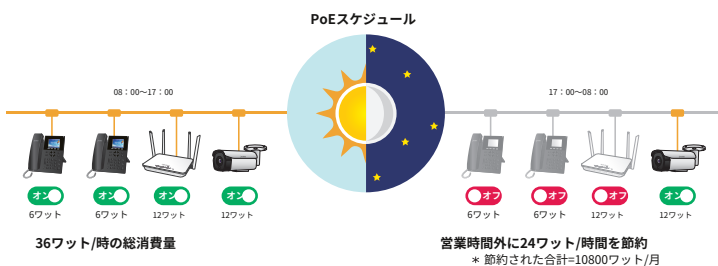 PoEスケジュール
08：00～17：00
17：00～08：00
オン オン オン オン
オフ オフ オフ オン
6ワット 6ワット 12ワット 12ワット
6ワット 6ワット 12ワット 12ワット
36ワット/時の総消費量
営業時間外に24ワット/時間を節約
＊ 節約された合計=10800ワット/月